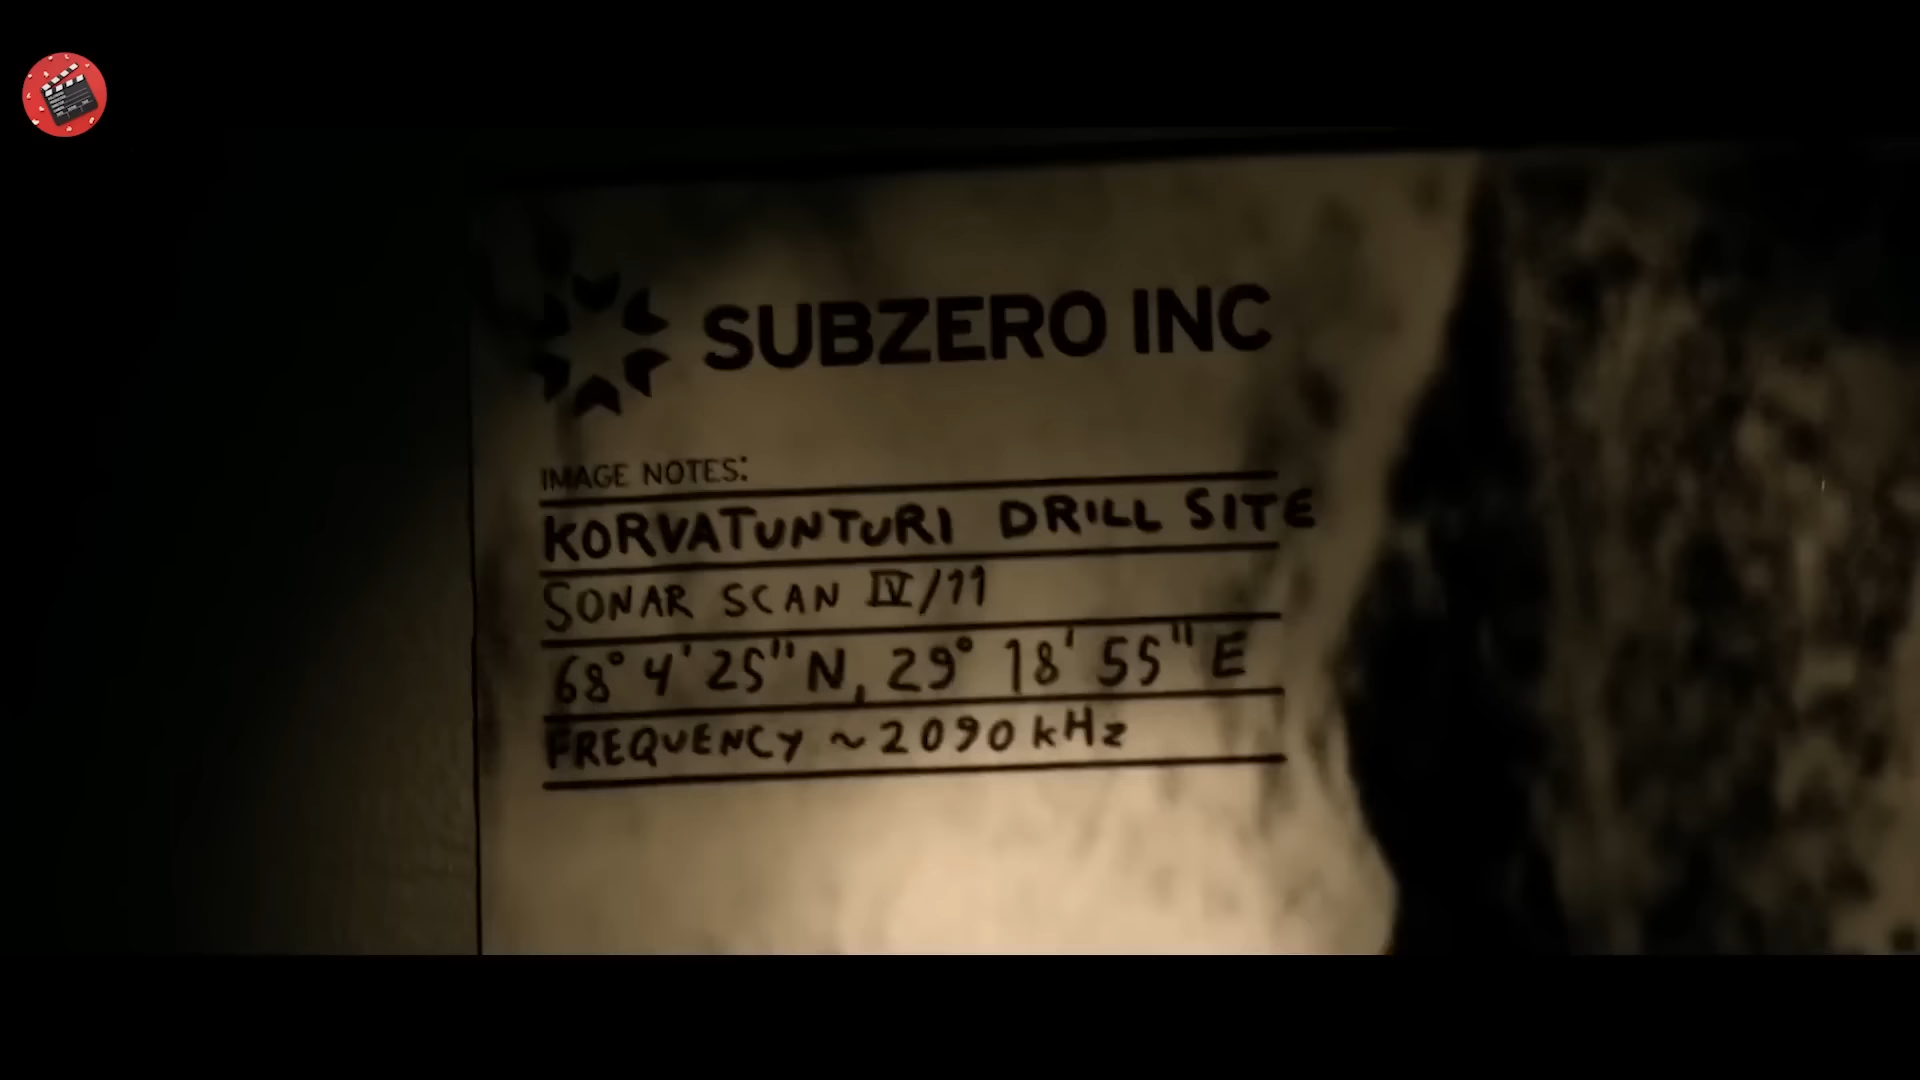 SUBZERO INC
IMAGE NOTES:
KORVATUNTURI DRILL SITE
SONAR SCAN IV/11
68° 4' 25" N, 29° 18' 55" E
FREQUENCY ~2090 kHz